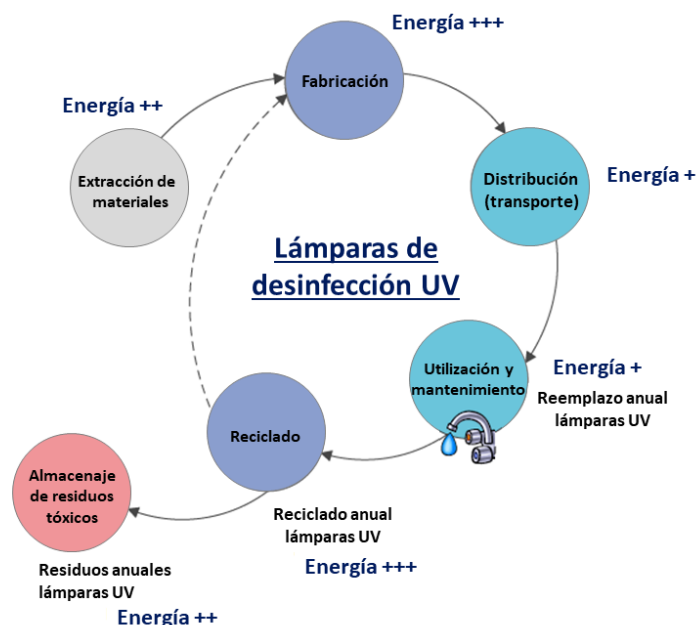 Energía +++
Fabricación
Energía ++
Extracción de
materiales
Distribución
(transporte)
Energía +
Lámparas de
desinfección UV
Utilización y
mantenimiento
Energía +
Reemplazo anual
lámparas UV
Reciclado
Reciclado anual
lámparas UV
Energía +++
Almacenaje
de residuos
tóxicos
Residuos anuales
lámparas UV
Energía ++